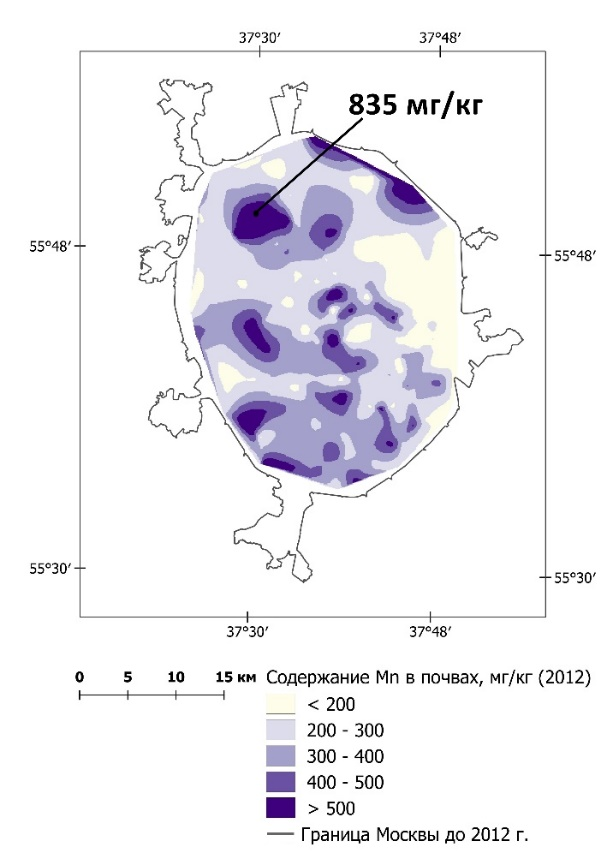 37°30′ 37°48′
835 мг/кг
55°48′ 55°48′
55°30′ 55°30′
37°30′ 37°48′
0 5 10 15 км
Содержание Mn в почвах, мг/кг (2012)
< 200
200 - 300
300 - 400
400 - 500
> 500
Граница Москвы до 2012 г.